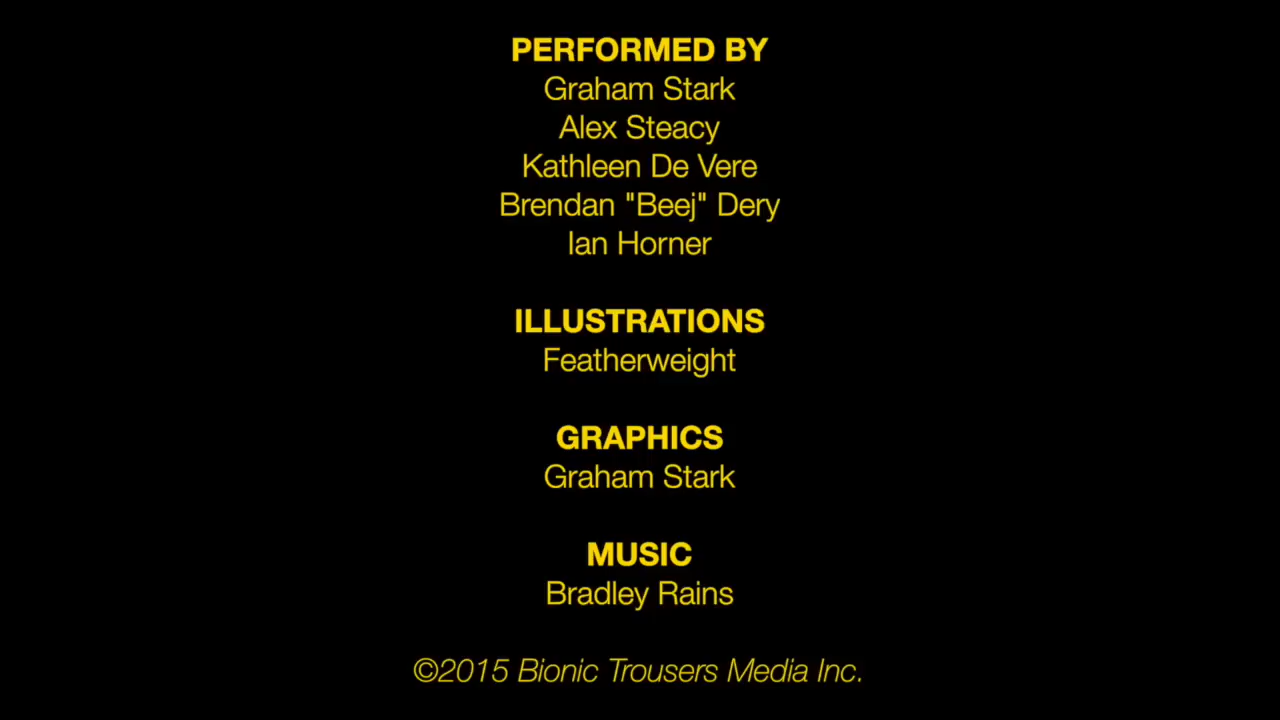 PERFORMED BY
Graham Stark
Alex Steacy
Kathleen De Vere
Brendan "Beej" Dery
Ian Horner
ILLUSTRATIONS
Featherweight
GRAPHICS
Graham Stark
MUSIC
Bradley Rains
©2015 Bionic Trousers Media Inc.